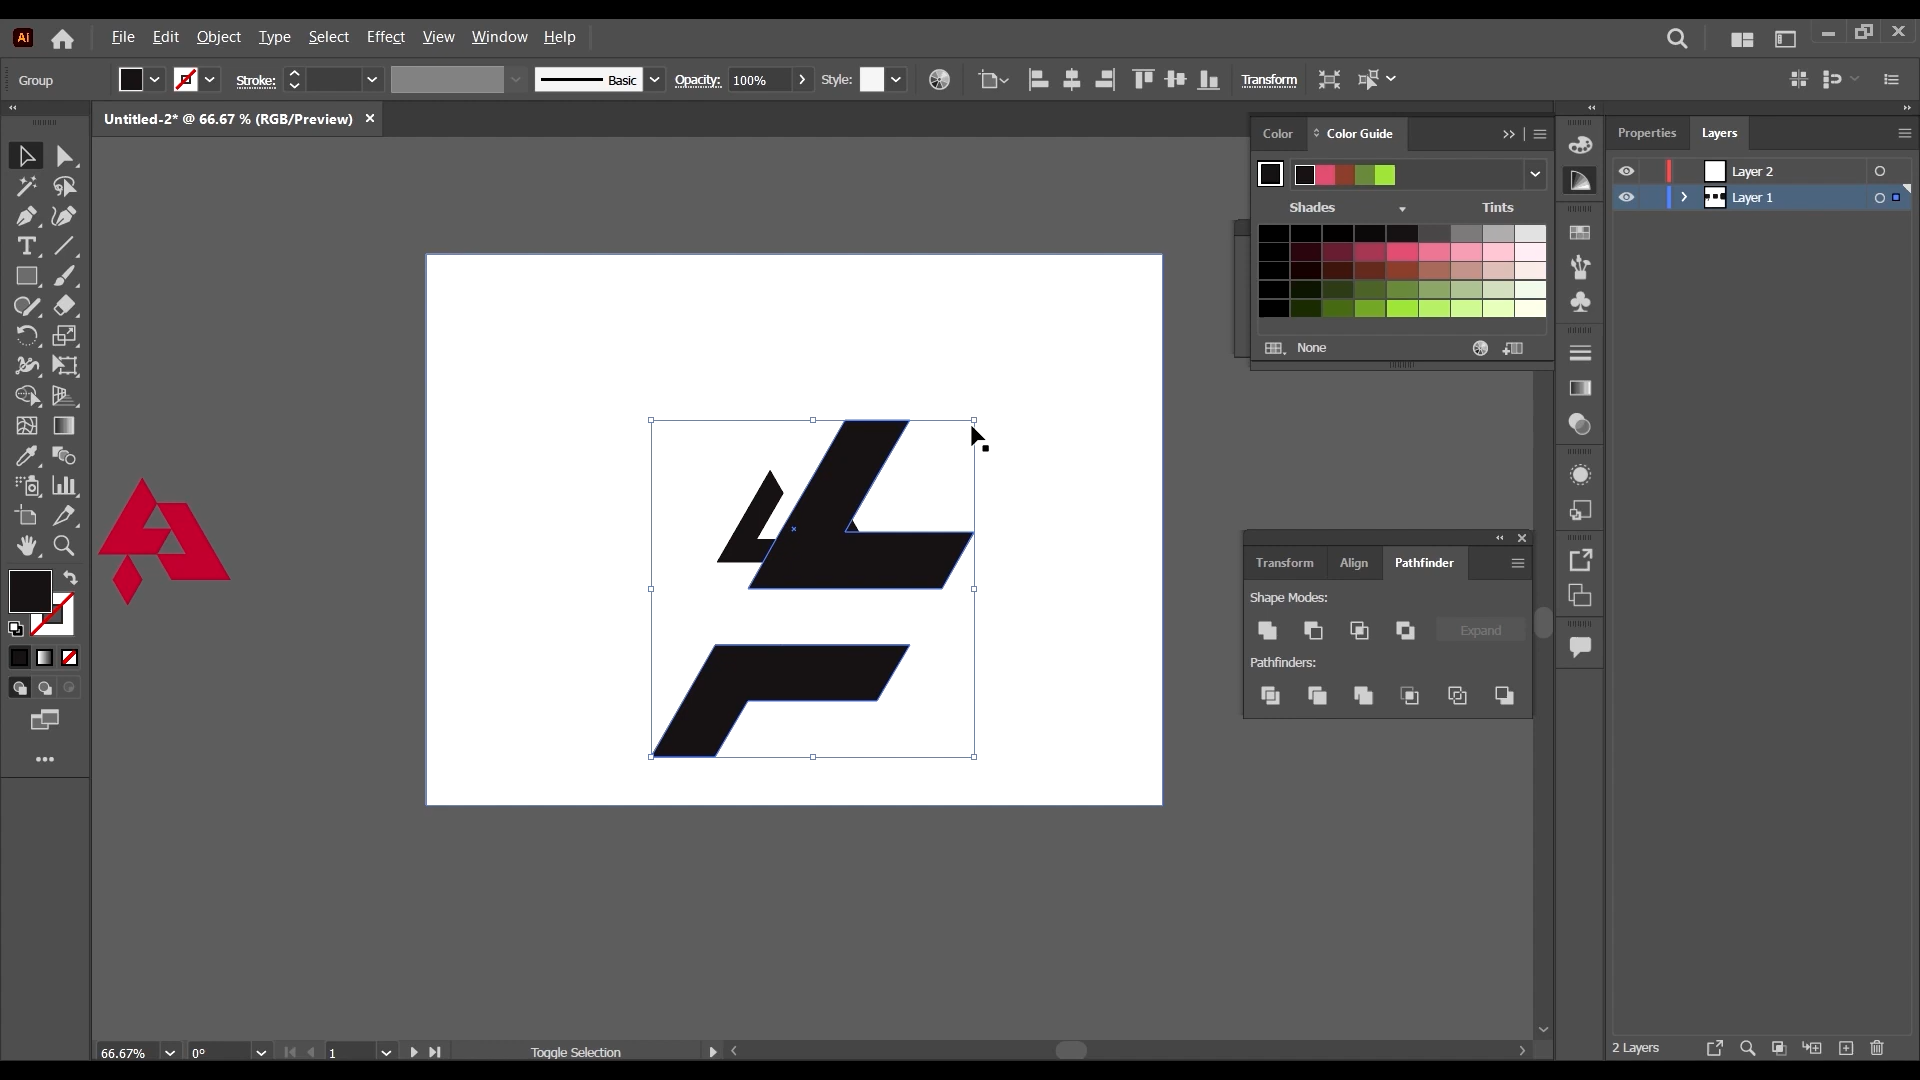 Ai File Edit Object Type Select Effect View Window Help
Group Stroke: Basic Opacity: 100% Style: Transform
Untitled-2* @ 66.67 % (RGB/Preview)
Color Color Guide
Properties Layers
Layer 2
Layer 1
Shades Tints
None
Transform Align Pathfinder
Shape Modes:
Expand
Pathfinders:
66.67% 0° 1 Toggle Selection
2 Layers